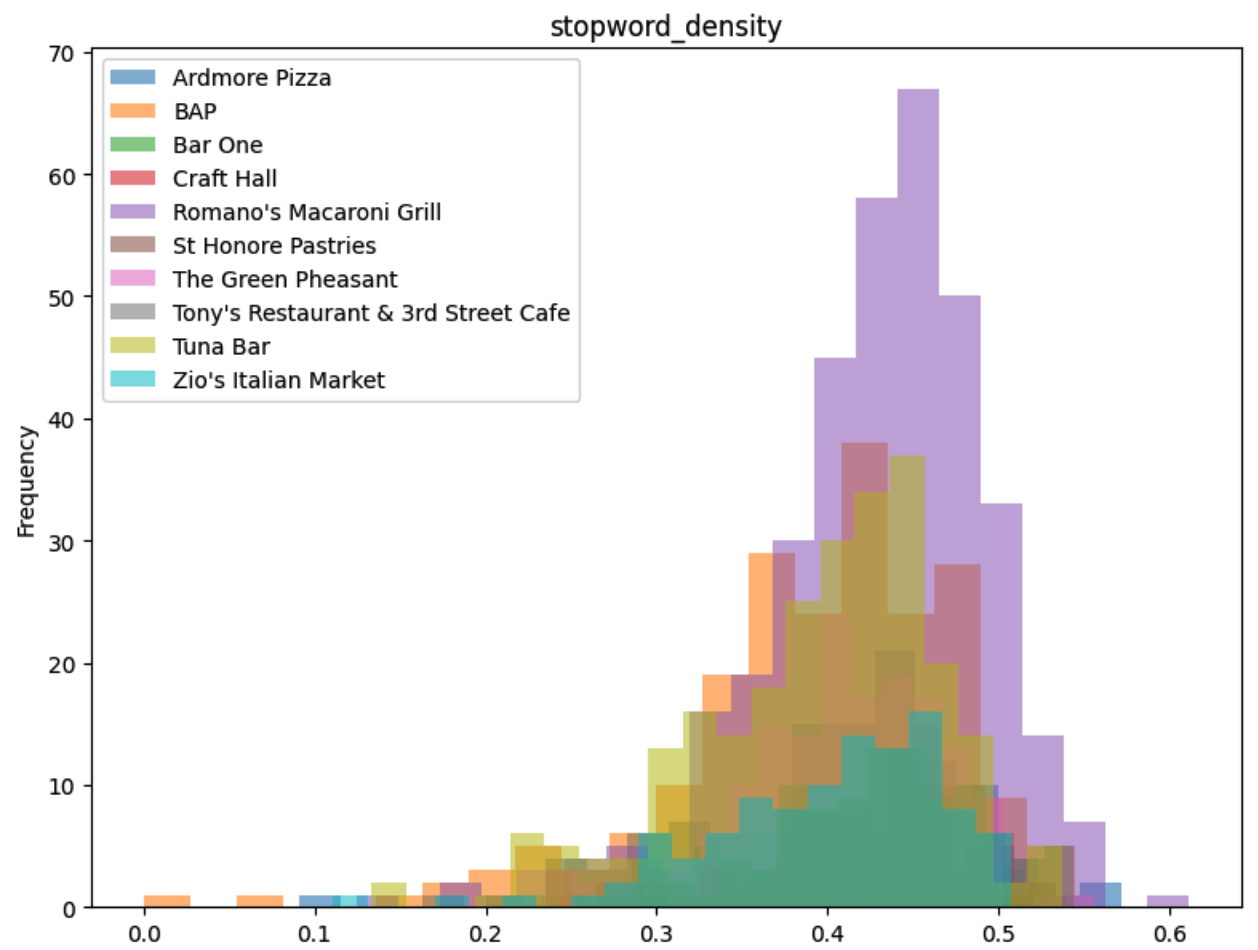 stopword_density
70
60
50
40
30
20
10
0
Frequency
Ardmore Pizza
BAP
Bar One
Craft Hall
Romano's Macaroni Grill
St Honore Pastries
The Green Pheasant
Tony's Restaurant & 3rd Street Cafe
Tuna Bar
Zio's Italian Market
0.0 0.1 0.2 0.3 0.4 0.5 0.6